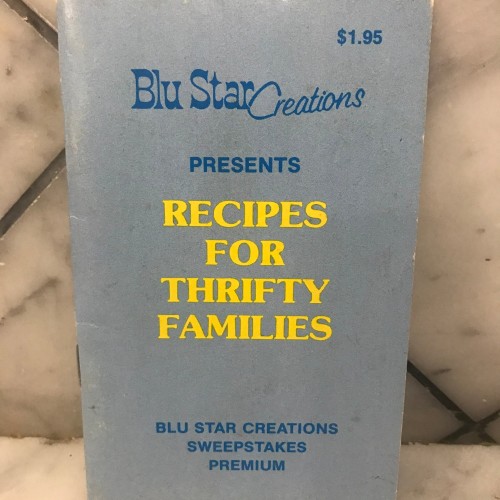 $1.95
Blu Star Creations
PRESENTS
RECIPES
FOR
THRIFTY
FAMILIES
BLU STAR CREATIONS
SWEEPSTAKES
PREMIUM